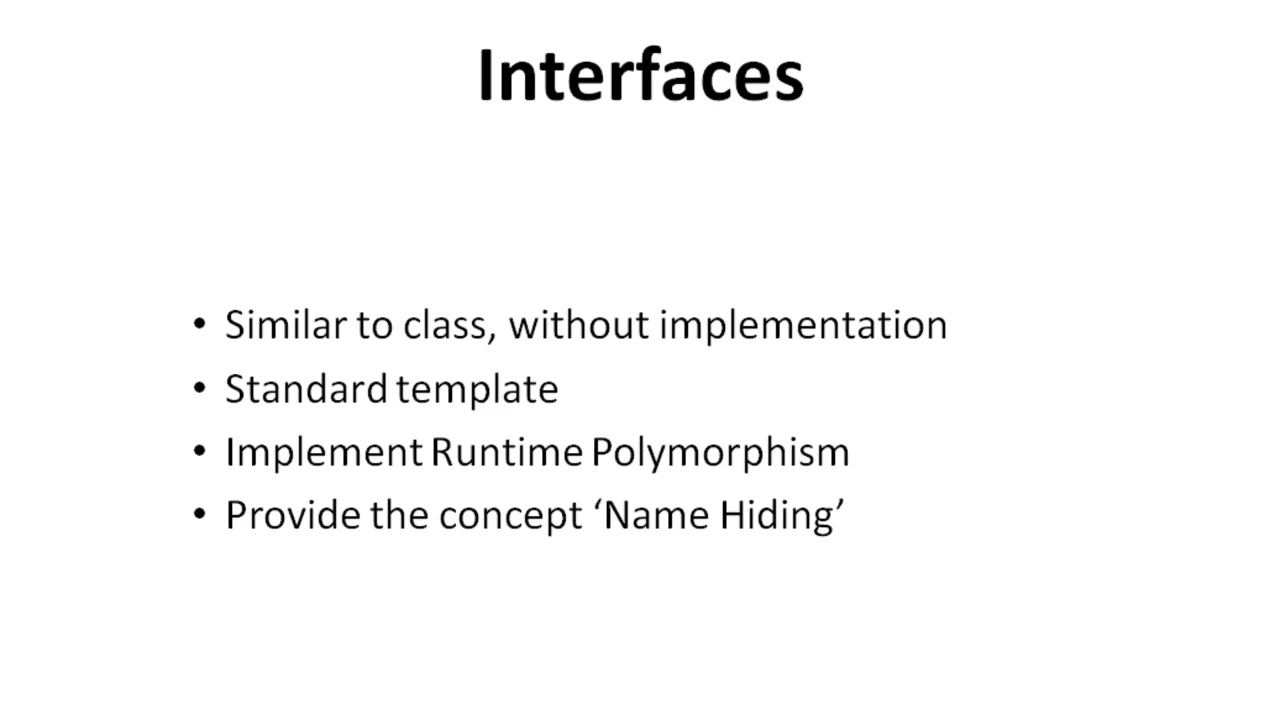 Interfaces
• Similar to class, without implementation
• Standard template
• Implement Runtime Polymorphism
• Provide the concept ‘Name Hiding’